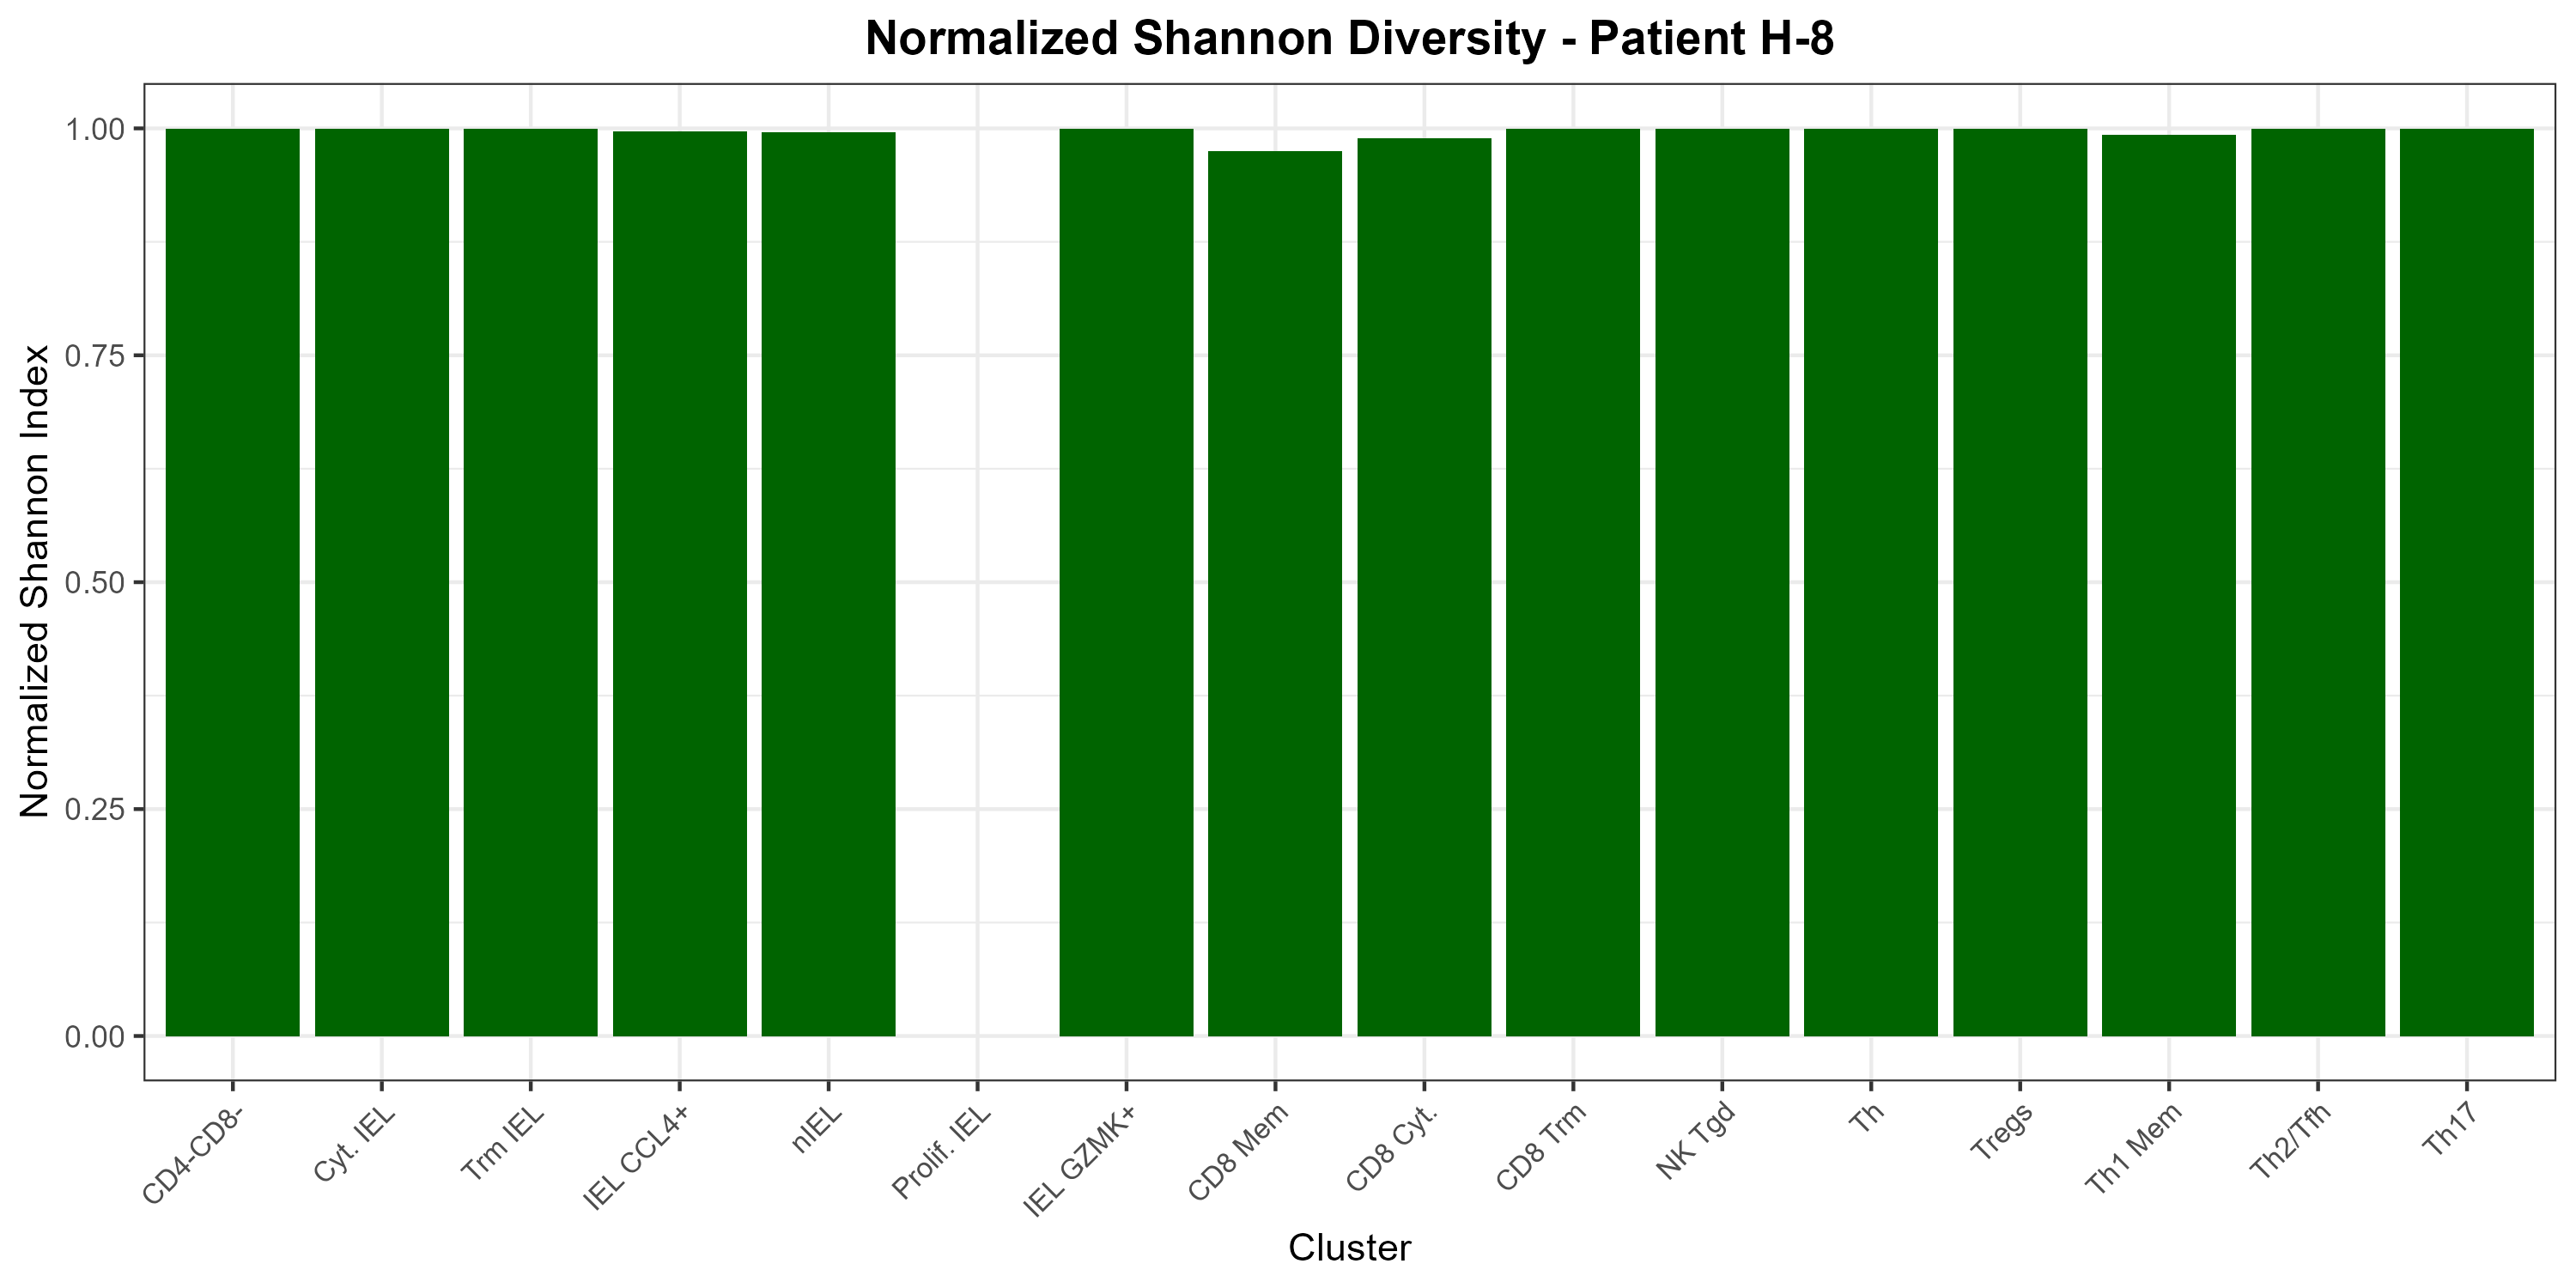 Normalized Shannon Diversity - Patient H-8
Normalized Shannon Index
1.00
0.75
0.50
0.25
0.00
CD4-CD8-
Cyt. IEL
Trm IEL
IEL CCL4+
nIEL
Prolif. IEL
IEL GZMK+
CD8 Mem
CD8 Cyt.
CD8 Trm
NK Tgd
Th
Tregs
Th1 Mem
Th2/Tfh
Th17
Cluster